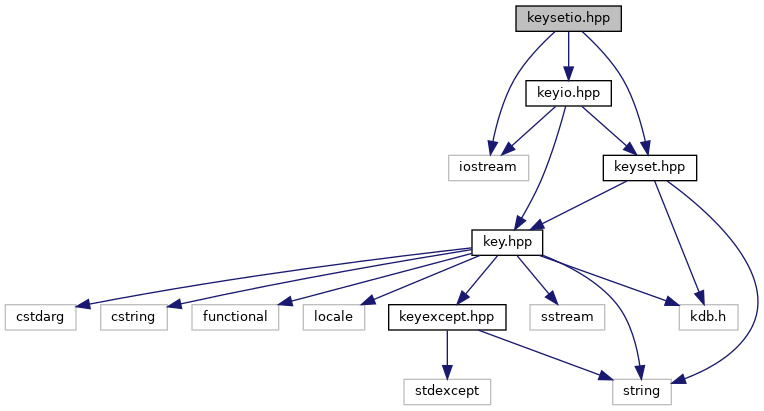 keysetio.hpp
keyio.hpp
iostream
keyset.hpp
key.hpp
cstdarg
cstring
functional
locale
keyexcept.hpp
sstream
kdb.h
stdexcept
string